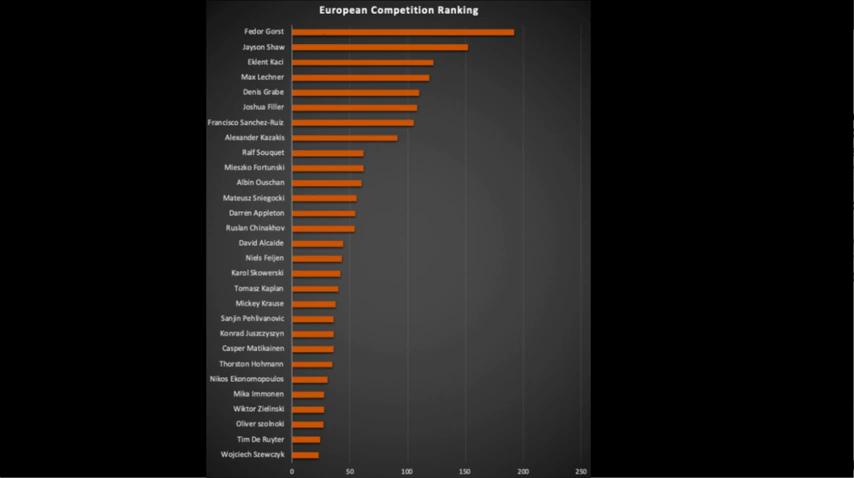 European Competition Ranking
Fedor Gorst
Jayson Shaw
Eklent Kaci
Max Lechner
Denis Grabe
Joshua Filler
Francisco Sanchez-Ruiz
Alexander Kazakis
Ralf Souquet
Mieszko Fortunski
Albin Ouschan
Mateusz Sniegocki
Darren Appleton
Ruslan Chinakhov
David Alcaide
Niels Feijen
Karol Skowerski
Tomasz Kaplan
Mickey Krause
Sanjin Pehlivanovic
Konrad Juszczyszyn
Casper Matikainen
Thorston Hohmann
Nikos Ekonomopoulos
Mika Immonen
Wiktor Zielinski
Oliver szolnoki
Tim De Ruyter
Wojciech Szewczyk
0 50 100 150 200 250